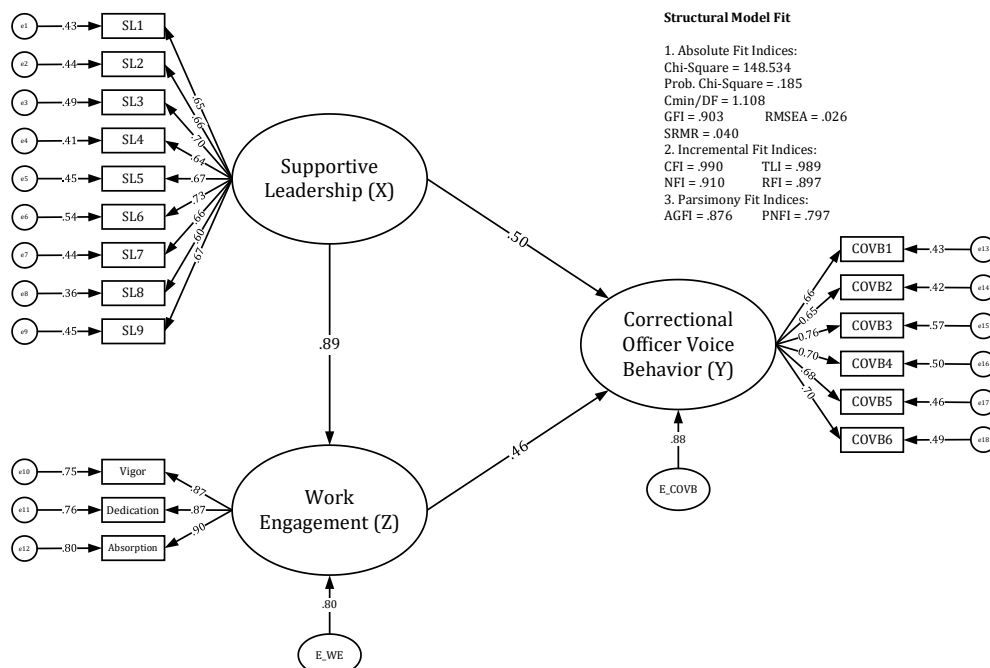 Structural Model Fit
1. Absolute Fit Indices:
Chi-Square = 148.534
Prob. Chi-Square = .185
Cmin/DF = 1.108
GFI = .903 RMSEA = .026
SRMR = .040
2. Incremental Fit Indices:
CFI = .990 TLI = .989
NFI = .910 RFI = .897
3. Parsimony Fit Indices:
AGFI = .876 PNFI = .797
e1 .43 SL1 .65
e2 .44 SL2 .66
e3 .49 SL3 .70
e4 .41 SL4 .64
e5 .45 SL5 .67
e6 .54 SL6 .73
e7 .44 SL7 .66
e8 .36 SL8 .60
e9 .45 SL9 .67
Supportive
Leadership (X)
.50
.89
.46
Correctional
Officer Voice
Behavior (Y)
.66 COVB1 .43 e13
0.65 COVB2 .42 e14
0.76 COVB3 .57 e15
0.70 COVB4 .50 e16
.68 COVB5 .46 e17
.70 COVB6 .49 e18
.88
E_COVB
e10 .75 Vigor .87
e11 .76 Dedication .87
e12 .80 Absorption .90
Work
Engagement (Z)
.80
E_WE